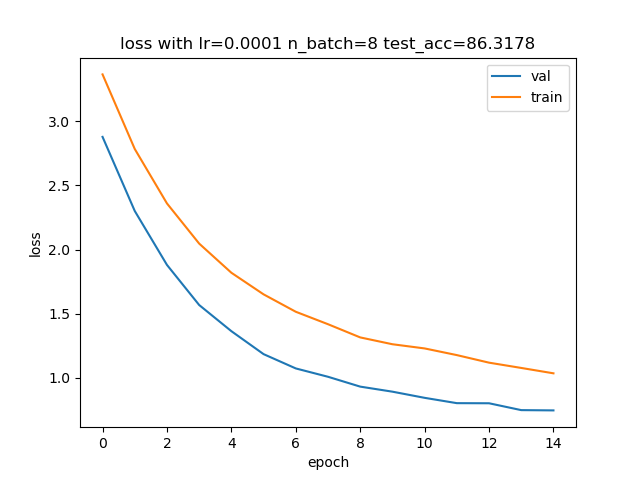 loss with lr=0.0001 n_batch=8 test_acc=86.3178
val
train
3.0
2.5
2.0
1.5
1.0
loss
0 2 4 6 8 10 12 14
epoch